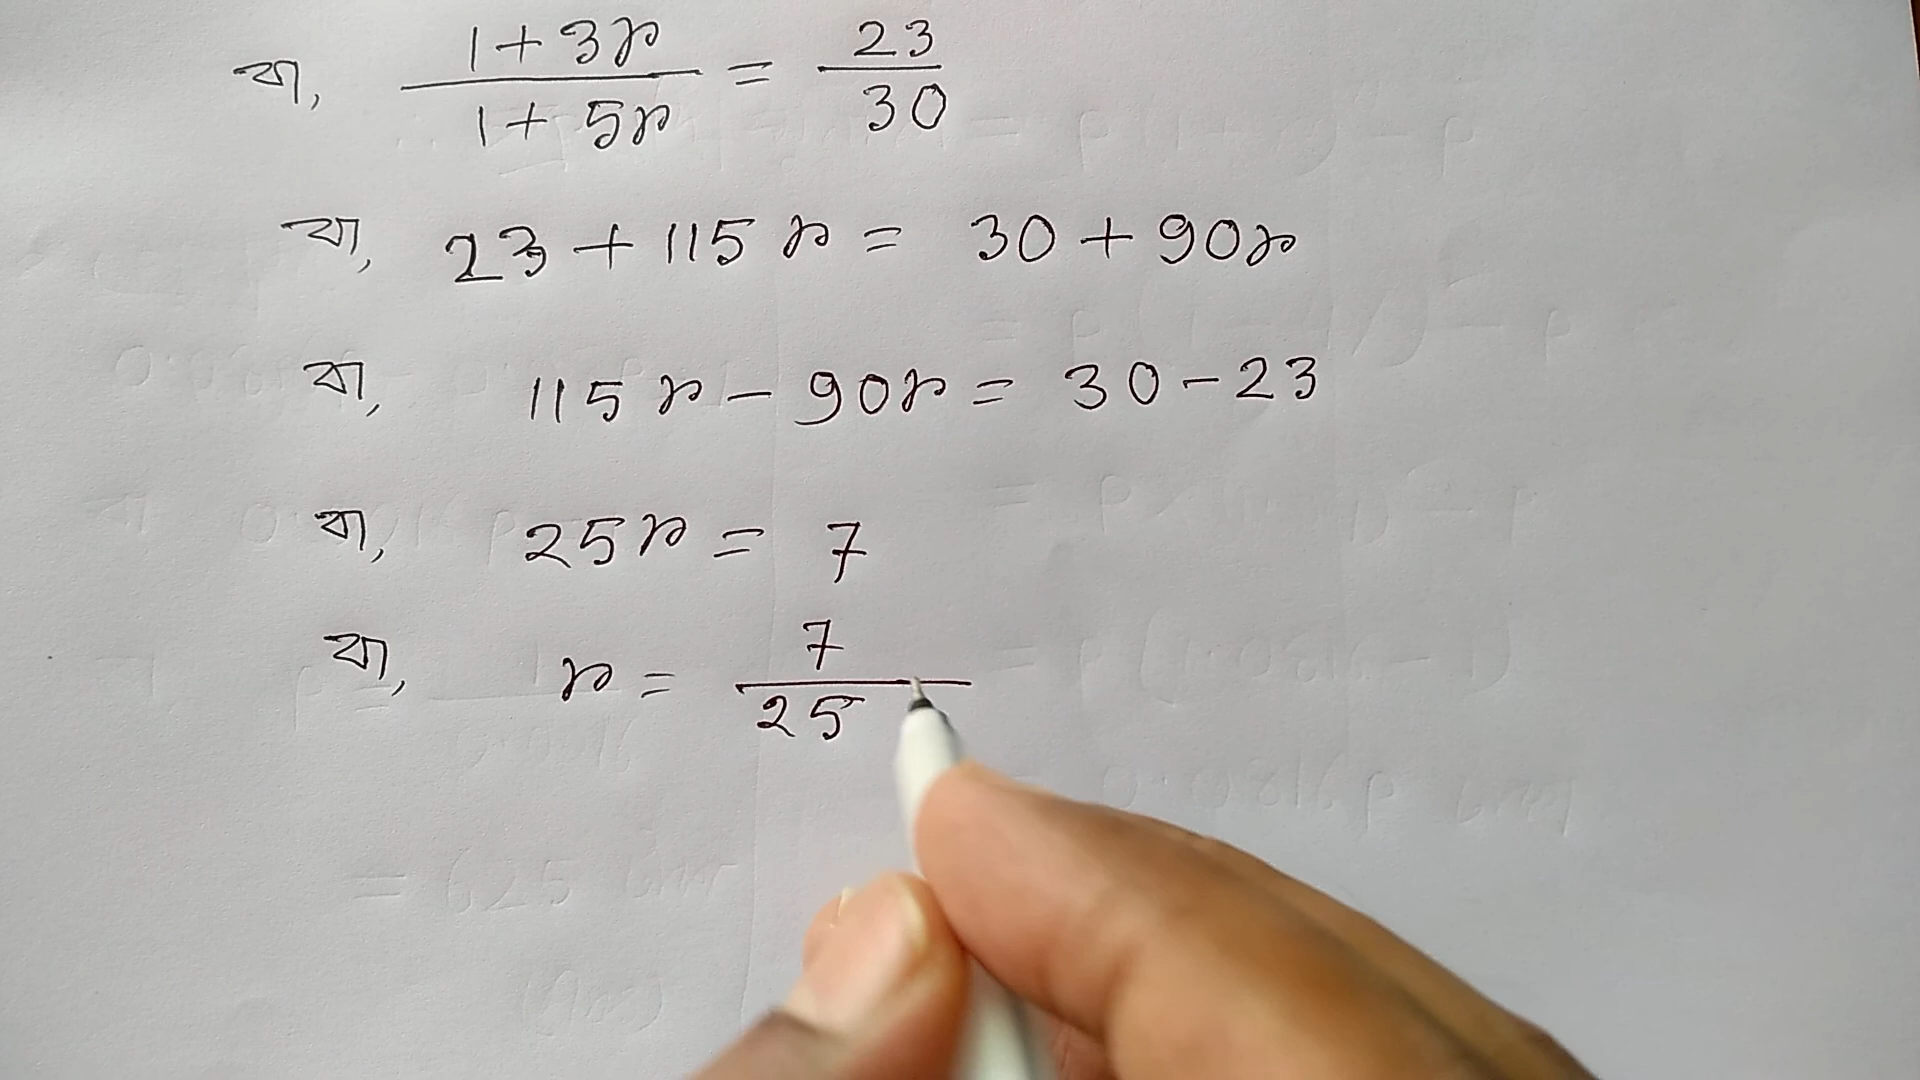 বা, (1+3r)/(1+5r) = 23/30
বা, 23 + 115r = 30 + 90r
বা, 115r - 90r = 30 - 23
বা, 25r = 7
বা, r = 7/25